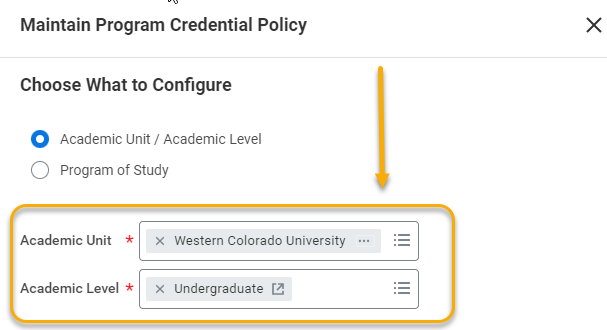 Maintain Program Credential Policy
Choose What to Configure
Academic Unit / Academic Level
Program of Study
Academic Unit * Western Colorado University
Academic Level * Undergraduate